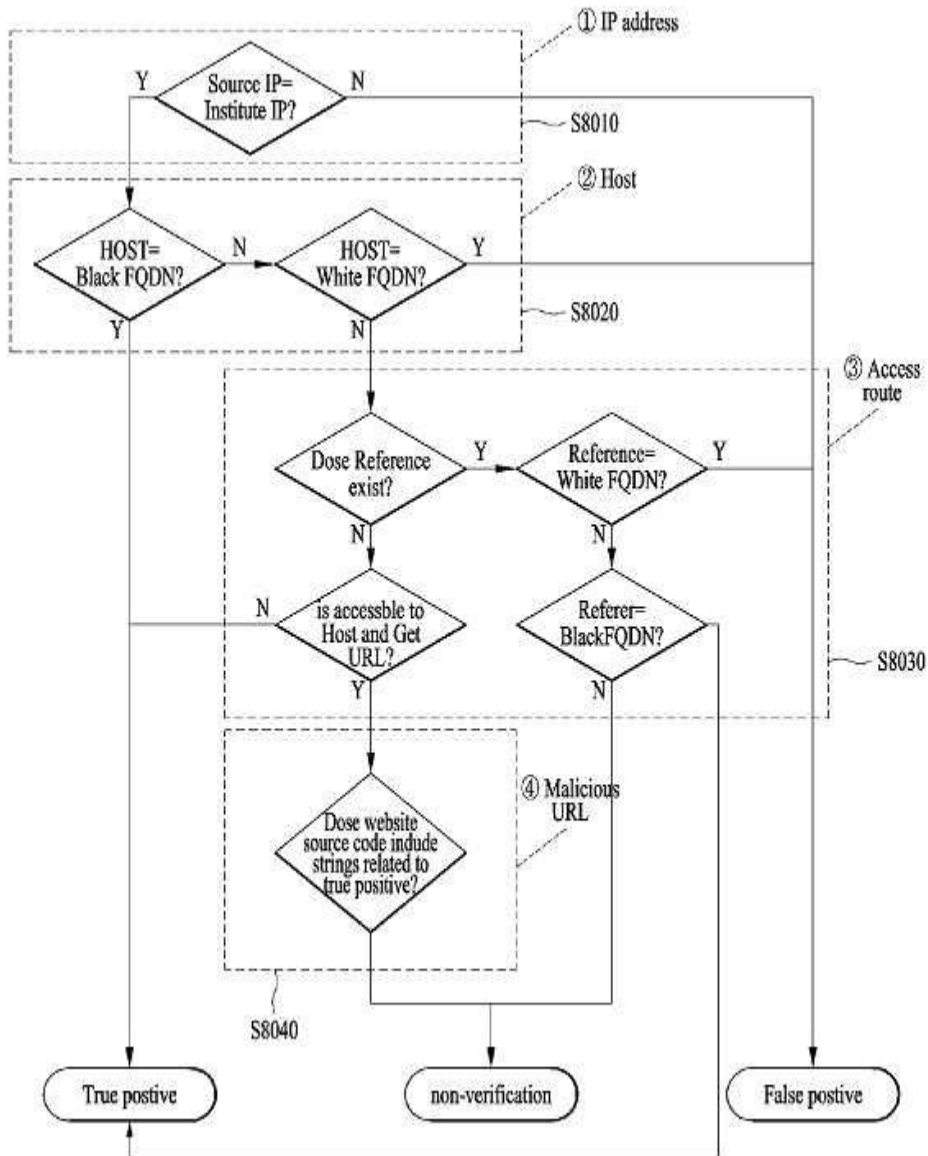 ① IP address
Y
Source IP=
Institute IP?
N
S8010
② Host
HOST=
Black FQDN?
N
HOST=
White FQDN?
Y
Y
N
S8020
③ Access
route
Dose Reference
exist?
Y
Reference=
White FQDN?
Y
N
N
N
is accessble to
Host and Get
URL?
Referer=
BlackFQDN?
Y
N
S8030
④ Malicious
URL
Dose website
source code indude
strings related to
true positive?
S8040
True postive
non-verification
False postive